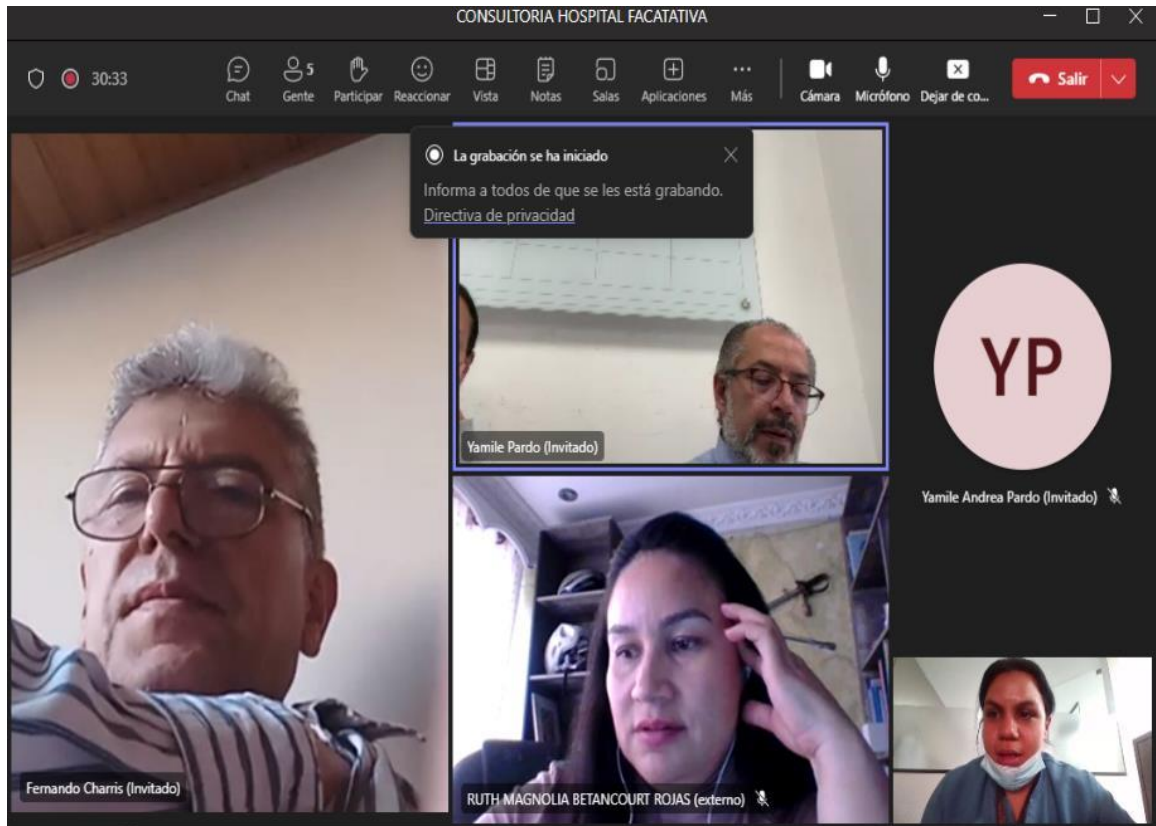 CONSULTORIA HOSPITAL FACATATIVA
30:33
Chat
Gente 5
Participar
Reaccionar
Vista
Notas
Salas
Aplicaciones
Más
Cámara
Micrófono
Dejar de co...
Salir
La grabación se ha iniciado
Informa a todos de que se les está grabando.
Directiva de privacidad
Yamile Pardo (Invitado)
YP
Yamile Andrea Pardo (Invitado)
Fernando Charris (Invitado)
RUTH MAGNOLIA BETANCOURT ROJAS (externo)